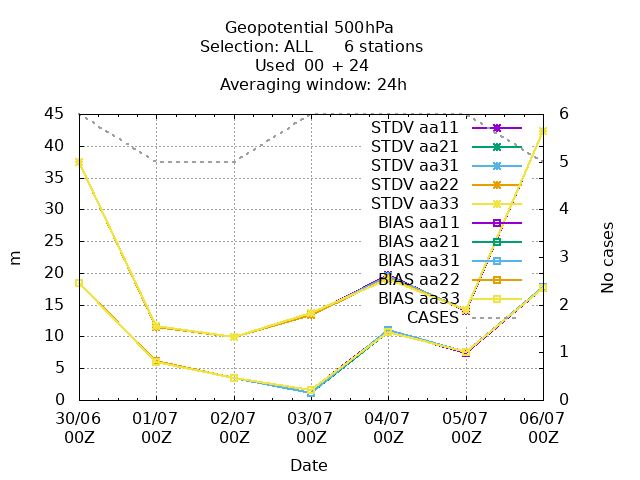 Geopotential 500hPa
Selection: ALL 6 stations
Used 00 + 24
Averaging window: 24h
45
40
35
30
25
20
15
10
5
0
m
6
5
4
3
2
1
0
No cases
STDV aa11
STDV aa21
STDV aa31
STDV aa22
STDV aa33
BIAS aa11
BIAS aa21
BIAS aa31
BIAS aa22
BIAS aa33
CASES
30/06 01/07 02/07 03/07 04/07 05/07 06/07
00Z 00Z 00Z 00Z 00Z 00Z 00Z
Date